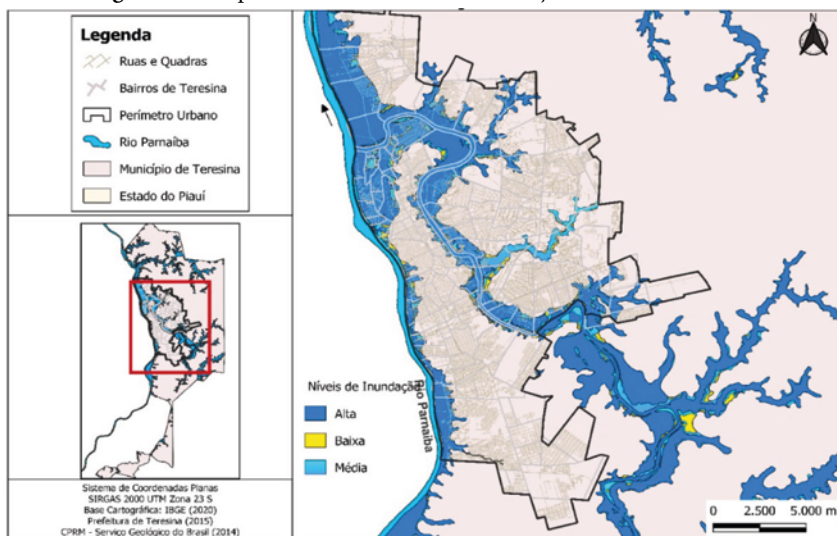 Legenda
Ruas e Quadras
Bairros de Teresina
Perímetro Urbano
Rio Parnaíba
Município de Teresina
Estado do Piauí
Sistema de Coordenadas Planas
SIRGAS 2000 UTM Zona 23 S
Base Cartográfica: IBGE (2020)
Prefeitura de Teresina (2015)
CPRM - Serviço Geológico do Brasil (2014)
Níveis de Inundação
Alta
Baixa
Média
Rio Parnaíba
N
0 2.500 5.000 m